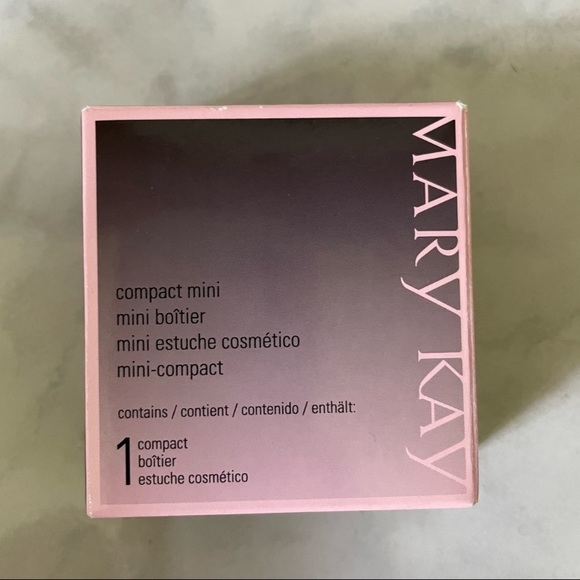 MARY KAY
compact mini
mini boîtier
mini estuche cosmético
mini-compact
contains / contient / contenido / enthält:
1 compact
boîtier
estuche cosmético